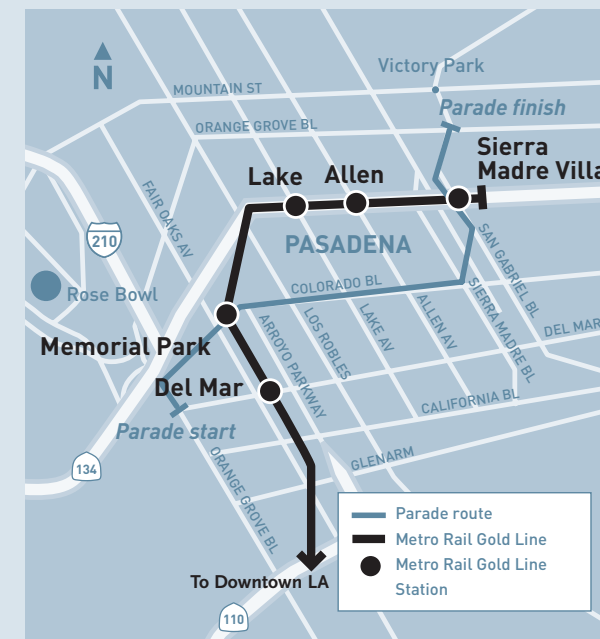 Victory Park
N
MOUNTAIN ST
Parade finish
ORANGE GROVE BL
Sierra
Madre Villa
Lake
Allen
FAIR OAKS AV
210
PASADENA
SAN GABRIEL BL
Rose Bowl
COLORADO BL
SIERRA MADRE BL
ALLEN AV
LAKE AV
LOS ROBLES
ARROYO PARKWAY
DEL MAR
Memorial Park
Del Mar
CALIFORNIA BL
Parade start
GLENARM
134
ORANGE GROVE BL
Parade route
Metro Rail Gold Line
Metro Rail Gold Line
Station
To Downtown LA
110